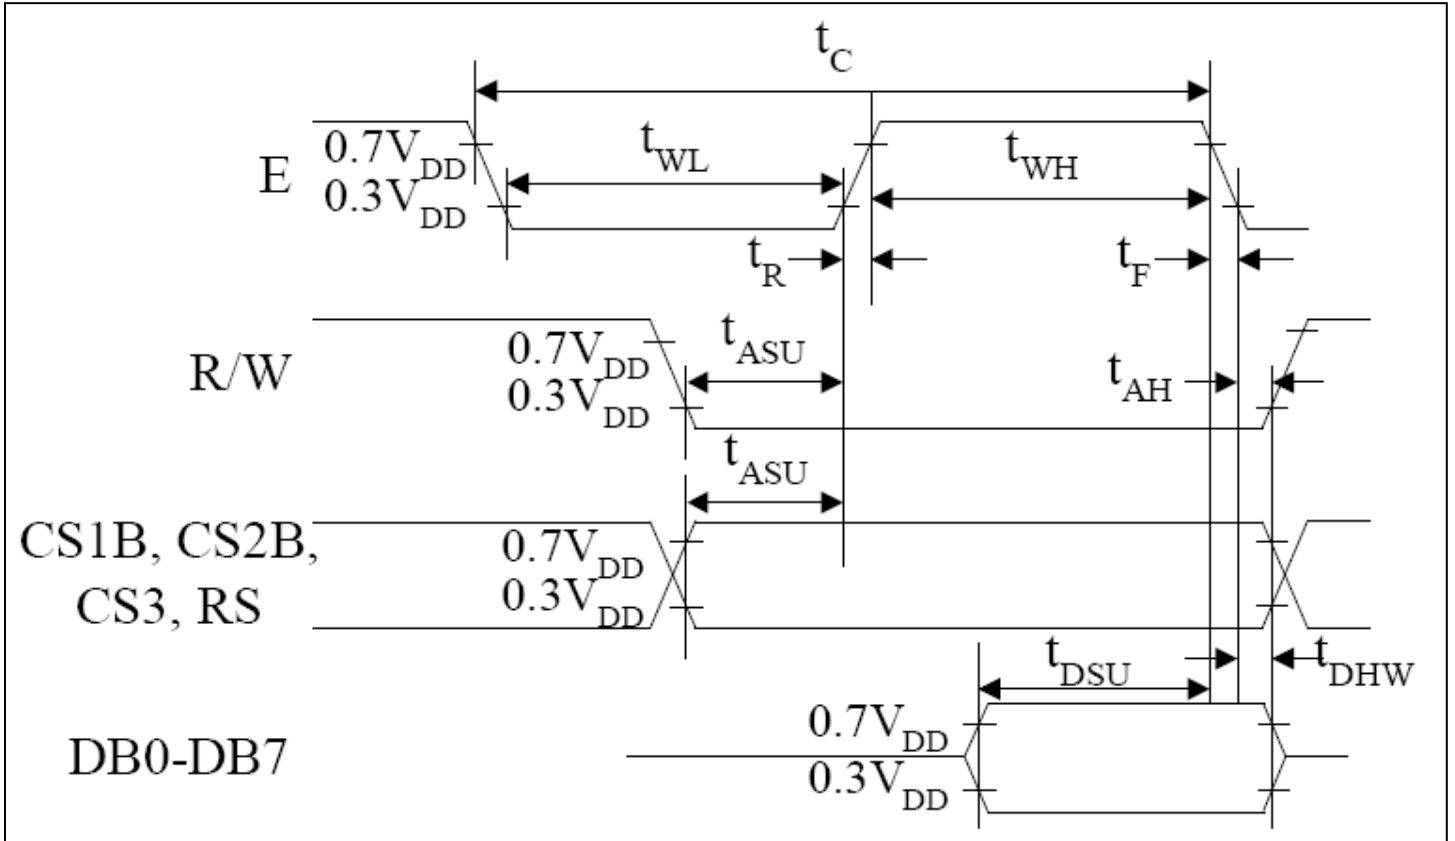 tC
0.7VDD
tWL
tWH
E
0.3VDD
tR
tF
0.7VDD
tASU
R/W
tAH
0.3VDD
tASU
CS1B, CS2B,
0.7VDD
CS3, RS
0.3VDD
tDSU
tDHW
0.7VDD
DB0-DB7
0.3VDD